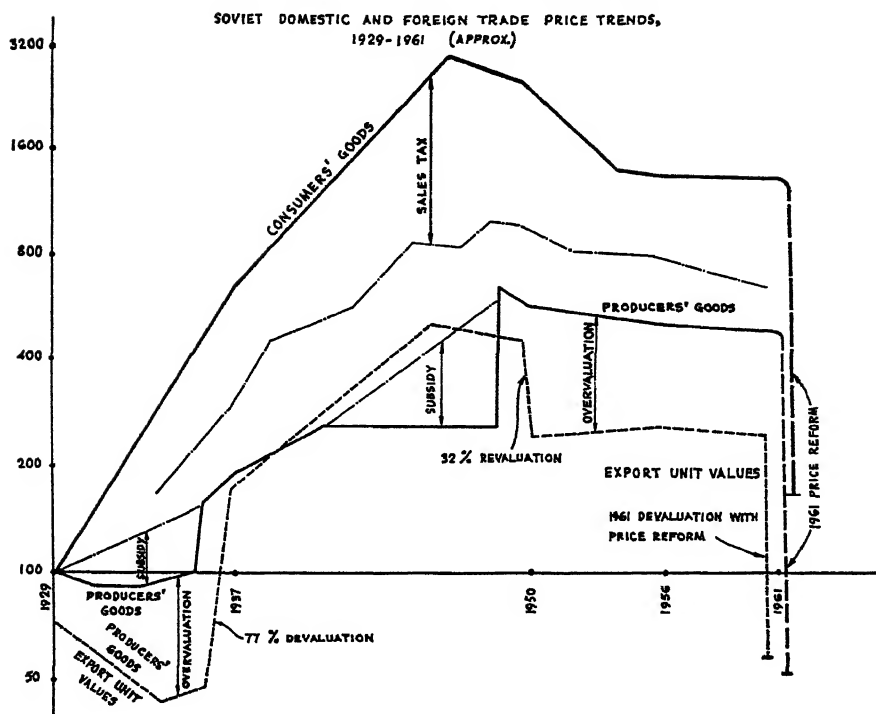 SOVIET DOMESTIC AND FOREIGN TRADE PRICE TRENDS,
1929-1961 (APPROX.)
3200
1600
800
400
200
100
50
CONSUMERS' GOODS
SALES TAX
PRODUCERS' GOODS
SUBSIDY
OVERVALUATION
32 % REVALUATION
EXPORT UNIT VALUES
1961 DEVALUATION WITH
PRICE REFORM
1961 PRICE REFORM
SUBSIDY
1929
1937
1950
1956
1961
PRODUCERS'
GOODS
PRODUCERS'
GOODS
EXPORT UNIT
VALUES
OVERVALUATION
77 % DEVALUATION